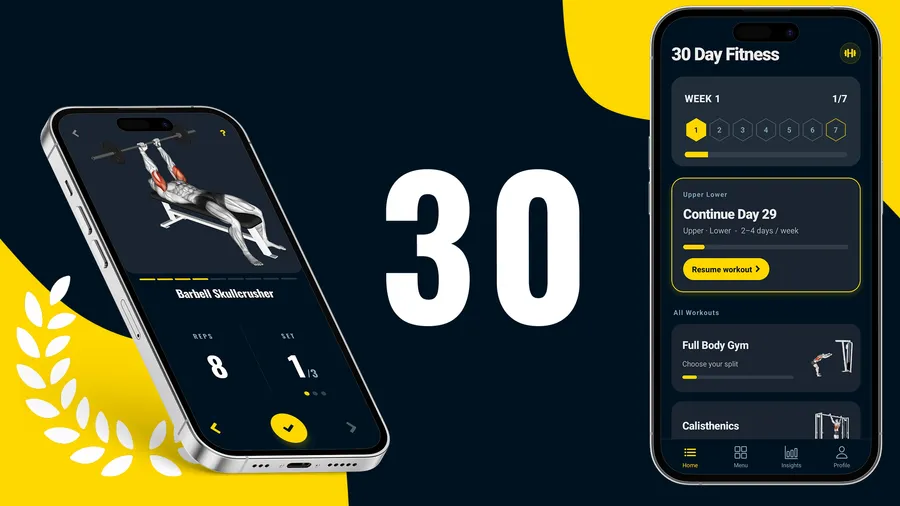 Barbell Skullcrusher
REPS
SET
8
1/3
30
30 Day Fitness
WEEK 1
1/7
1
2
3
4
5
6
7
Upper Lower
Continue Day 29
Upper · Lower - 2–4 days / week
Resume workout
All Workouts
Full Body Gym
Choose your split
Calisthenics
Home
Menu
Insights
Profile